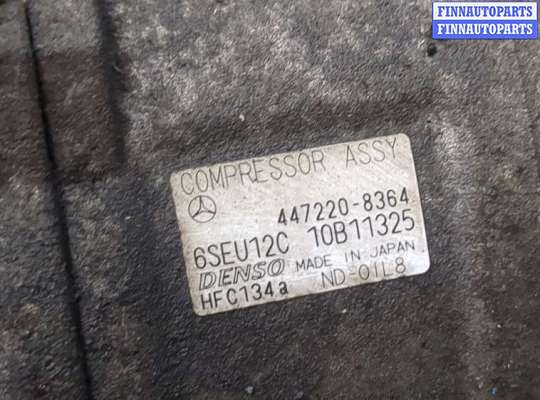 FINNAUTOPARTS
FINNAUTOPARTS
COMPRESSOR ASSY
447220-8364
6SEU12C 10B11325
DENSO MADE IN JAPAN
HFC134a ND-OIL8